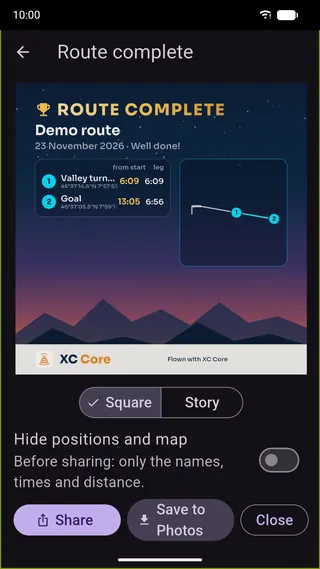 10:00
Route complete
ROUTE COMPLETE
Demo route
23 November 2026 · Well done!
from start leg
1 Valley turn... 6:09 6:09
2 Goal 13:05 6:56
1
2
XC Core
Flown with XC Core
Square Story
Hide positions and map
Before sharing: only the names,
times and distance.
Share
Save to
Photos
Close